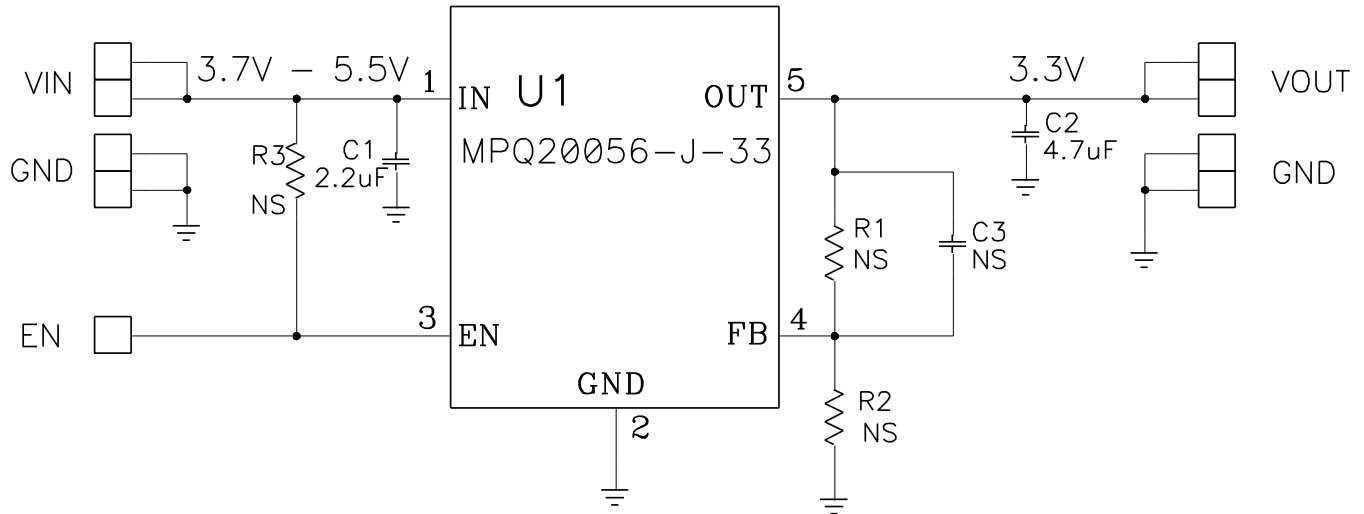 VIN
3.7V - 5.5V
1
IN
U1
OUT
5
3.3V
VOUT
MPQ20056-J-33
GND
R3
NS
C1
2.2uF
C2
4.7uF
GND
R1
NS
C3
NS
EN
3
EN
FB
4
GND
2
R2
NS